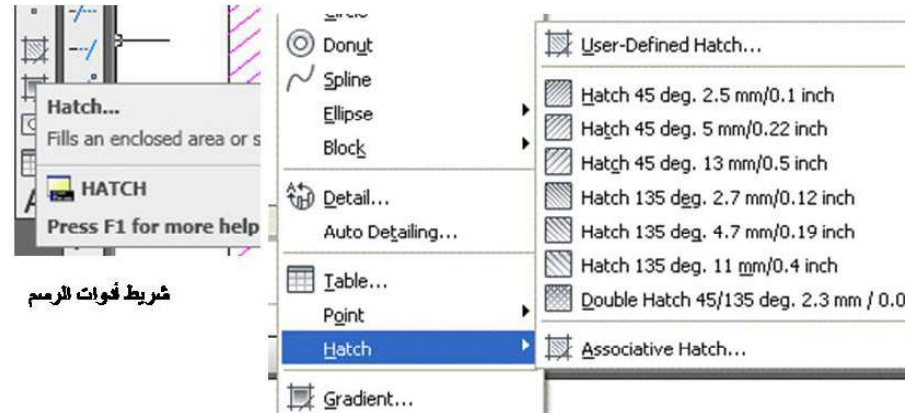 Hatch...
Fills an enclosed area or s
HATCH
Press F1 for more help
شريط أدوات الرسم
Circle
Donut
Spline
Ellipse
Block
Detail...
Auto Detailing...
Table...
Point
Hatch
Gradient...
User-Defined Hatch...
Hatch 45 deg. 2.5 mm/0.1 inch
Hatch 45 deg. 5 mm/0.22 inch
Hatch 45 deg. 13 mm/0.5 inch
Hatch 135 deg. 2.7 mm/0.12 inch
Hatch 135 deg. 4.7 mm/0.19 inch
Hatch 135 deg. 11 mm/0.4 inch
Double Hatch 45/135 deg. 2.3 mm / 0.0
Associative Hatch...